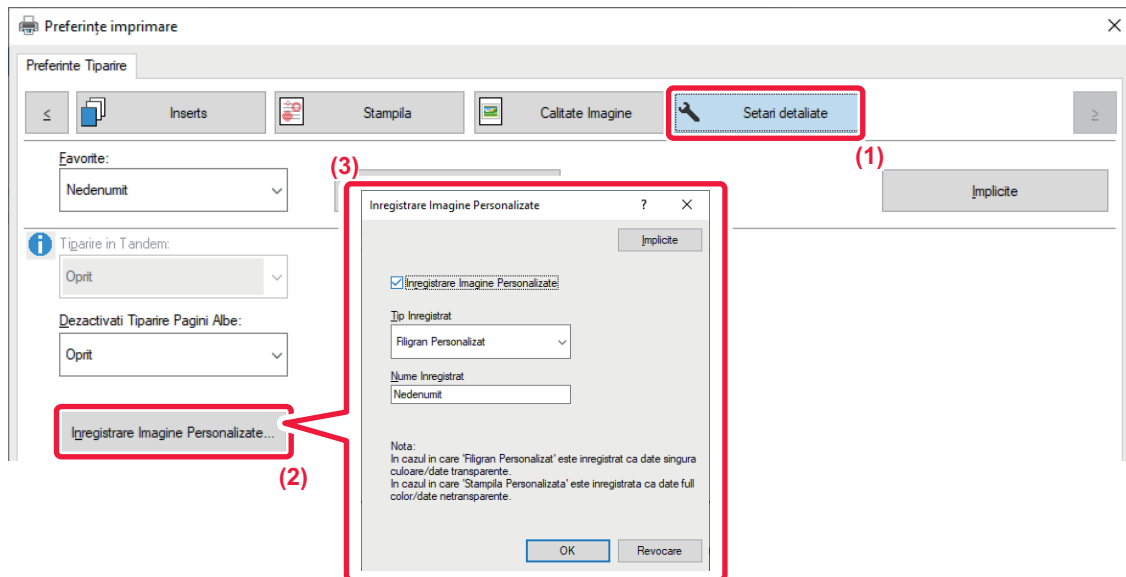 Preferințe imprimare
Preferinte Tiparire
≤
Inserts
Stampila
Calitate Imagine
Setari detaliate
≥
(1)
Favorite:
Nedenumit
Implicite
Tiparire in Tandem:
Oprit
Dezactivati Tiparire Pagini Albe:
Oprit
Inregistrare Imagine Personalizate...
(2)
(3)
Inregistrare Imagine Personalizate
?
Implicite
Inregistrare Imagine Personalizate
Tip Inregistrat
Filigran Personalizat
Nume Inregistrat
Nedenumit
Nota:
In cazul in care 'Filigran Personalizat' este inregistrat ca date singura
culoare/date transparente.
In cazul in care 'Stampila Personalizata' este inregistrata ca date full
color/date netransparente.
OK
Revocare